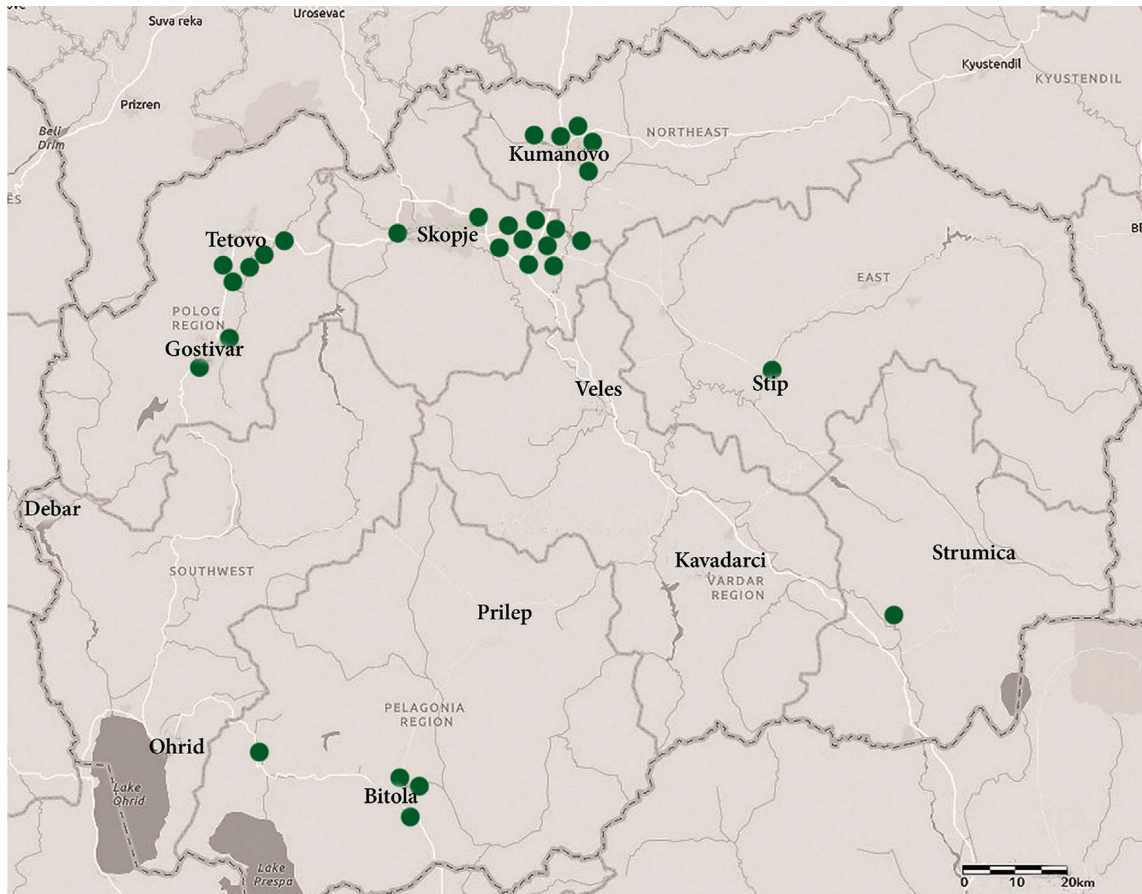 Suva reka
Urosevac
Kyustendil
KYUSTENDIL
Prizren
Beli
Drim
NORTHEAST
Kumanovo
ËS
Tetovo
Skopje
EAST
POLOG
REGION
Gostivar
Veles
Stip
Debar
SOUTHWEST
Kavadarci
VARDAR
REGION
Strumica
Prilep
PELAGONIA
REGION
Ohrid
Lake
Ohrid
Bitola
Lake
Prespa
0 10 20km